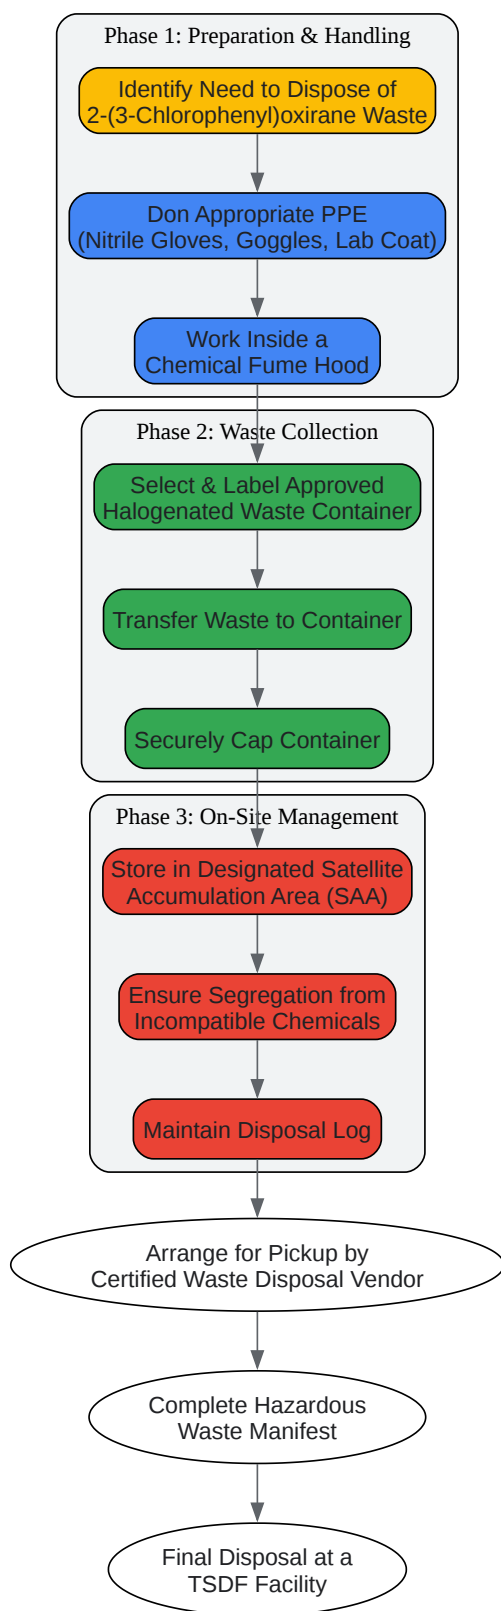 Phase 1: Preparation & Handling
Identify Need to Dispose of
2-(3-Chlorophenyl)oxirane Waste
Don Appropriate PPE
(Nitrile Gloves, Goggles, Lab Coat)
Work Inside a
Chemical Fume Hood
Phase 2: Waste Collection
Select & Label Approved
Halogenated Waste Container
Transfer Waste to Container
Securely Cap Container
Phase 3: On-Site Management
Store in Designated Satellite
Accumulation Area (SAA)
Ensure Segregation from
Incompatible Chemicals
Maintain Disposal Log
Arrange for Pickup by
Certified Waste Disposal Vendor
Complete Hazardous
Waste Manifest
Final Disposal at a
TSDF Facility